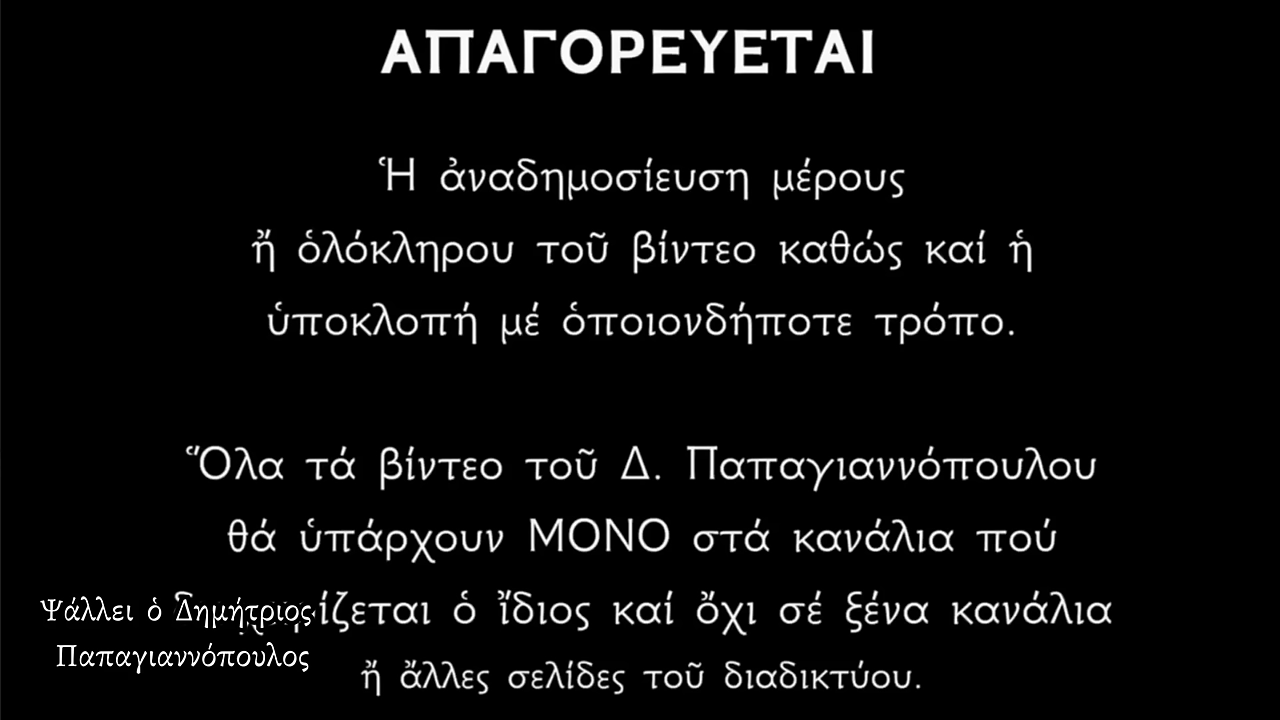 ΑΠΑΓΟΡΕΥΕΤΑΙ
Ἡ ἀναδημοσίευση μέρους
ἤ ὁλόκληρου τοῦ βίντεο καθώς καί ἡ
ὑποκλοπή μέ ὁποιονδήποτε τρόπο.
Ὅλα τά βίντεο τοῦ Δ. Παπαγιαννόπουλου
θά ὑπάρχουν ΜΟΝΟ στά κανάλια πού
ὁ ἴδιος καί ὄχι σέ ξένα κανάλια
ἤ ἄλλες σελίδες τοῦ διαδικτύου.
Ψάλλει ὁ Δημήτριος
Παπαγιαννόπουλος